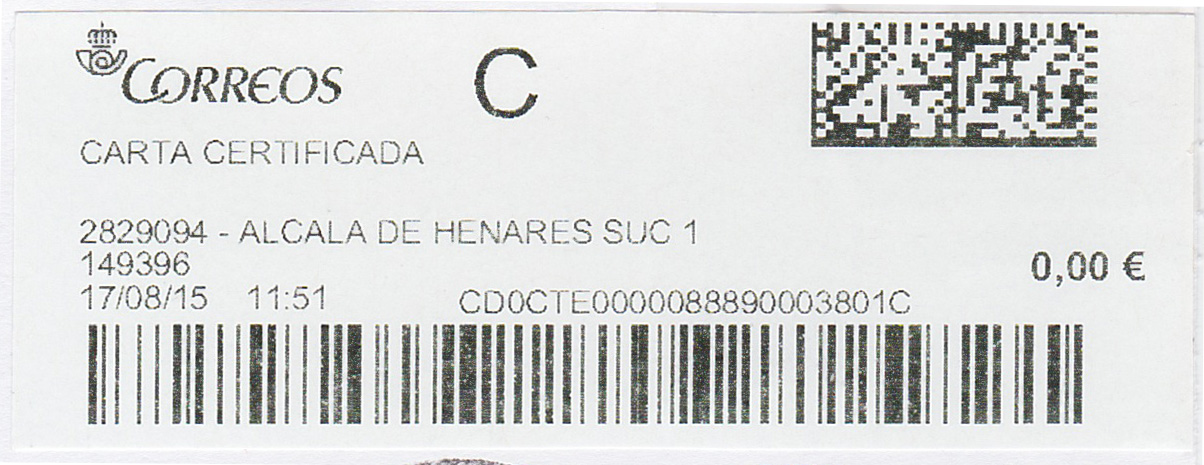 CORREOS
C
CARTA CERTIFICADA
2829094 - ALCALA DE HENARES SUC 1
149396
0,00 €
17/08/15 11:51
CD0CTE0000088890003801C